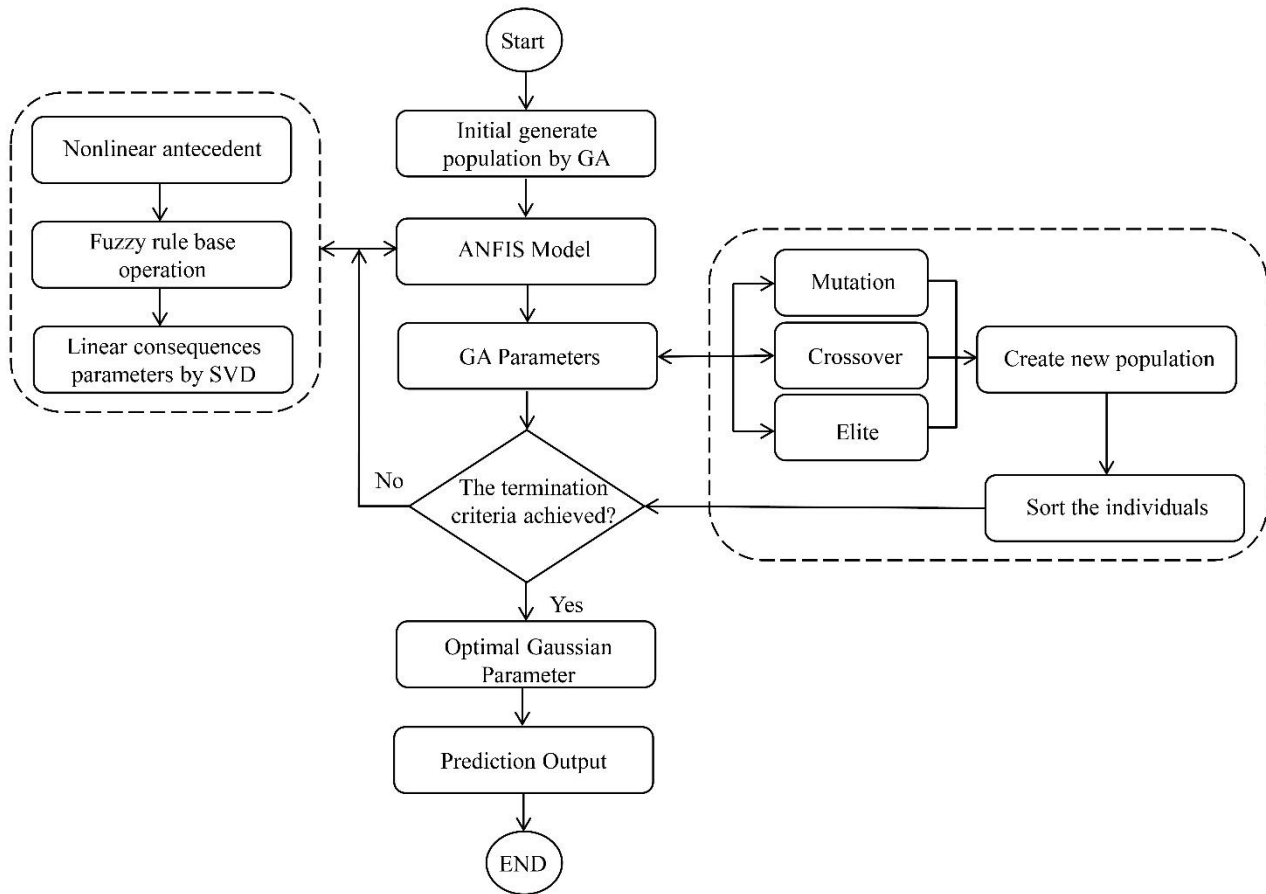 Start
Initial generate
population by GA
ANFIS Model
GA Parameters
The termination
criteria achieved?
No
Yes
Optimal Gaussian
Parameter
Prediction Output
END
Nonlinear antecedent
Fuzzy rule base
operation
Linear consequences
parameters by SVD
Mutation
Crossover
Elite
Create new population
Sort the individuals